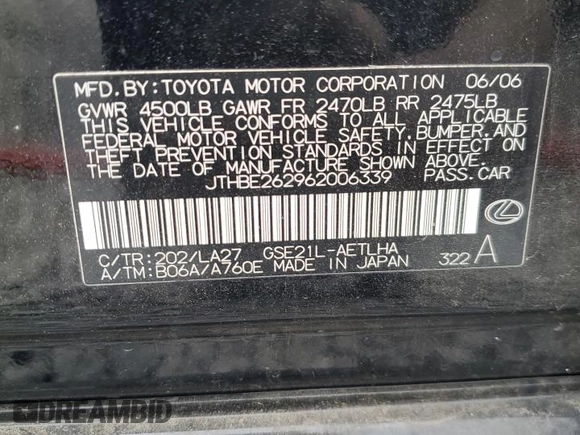 MFD.BY:TOYOTA MOTOR CORPORATION 06/06
GVWR 4500LB GAWR FR 2470LB RR 2475LB
THIS VEHICLE CONFORMS TO ALL APPLICABLE
FEDERAL MOTOR VEHICLE SAFETY,BUMPER,AND
THEFT PREVENTION STANDARDS IN EFFECT ON
THE DATE OF MANUFACTURE SHOWN ABOVE.
JTHBE262962006339 PASS.CAR
C/TR:202/LA27 GSE21L-AETLHA
A/TM:B06A/A760E MADE IN JAPAN 322 A
DREAMBID